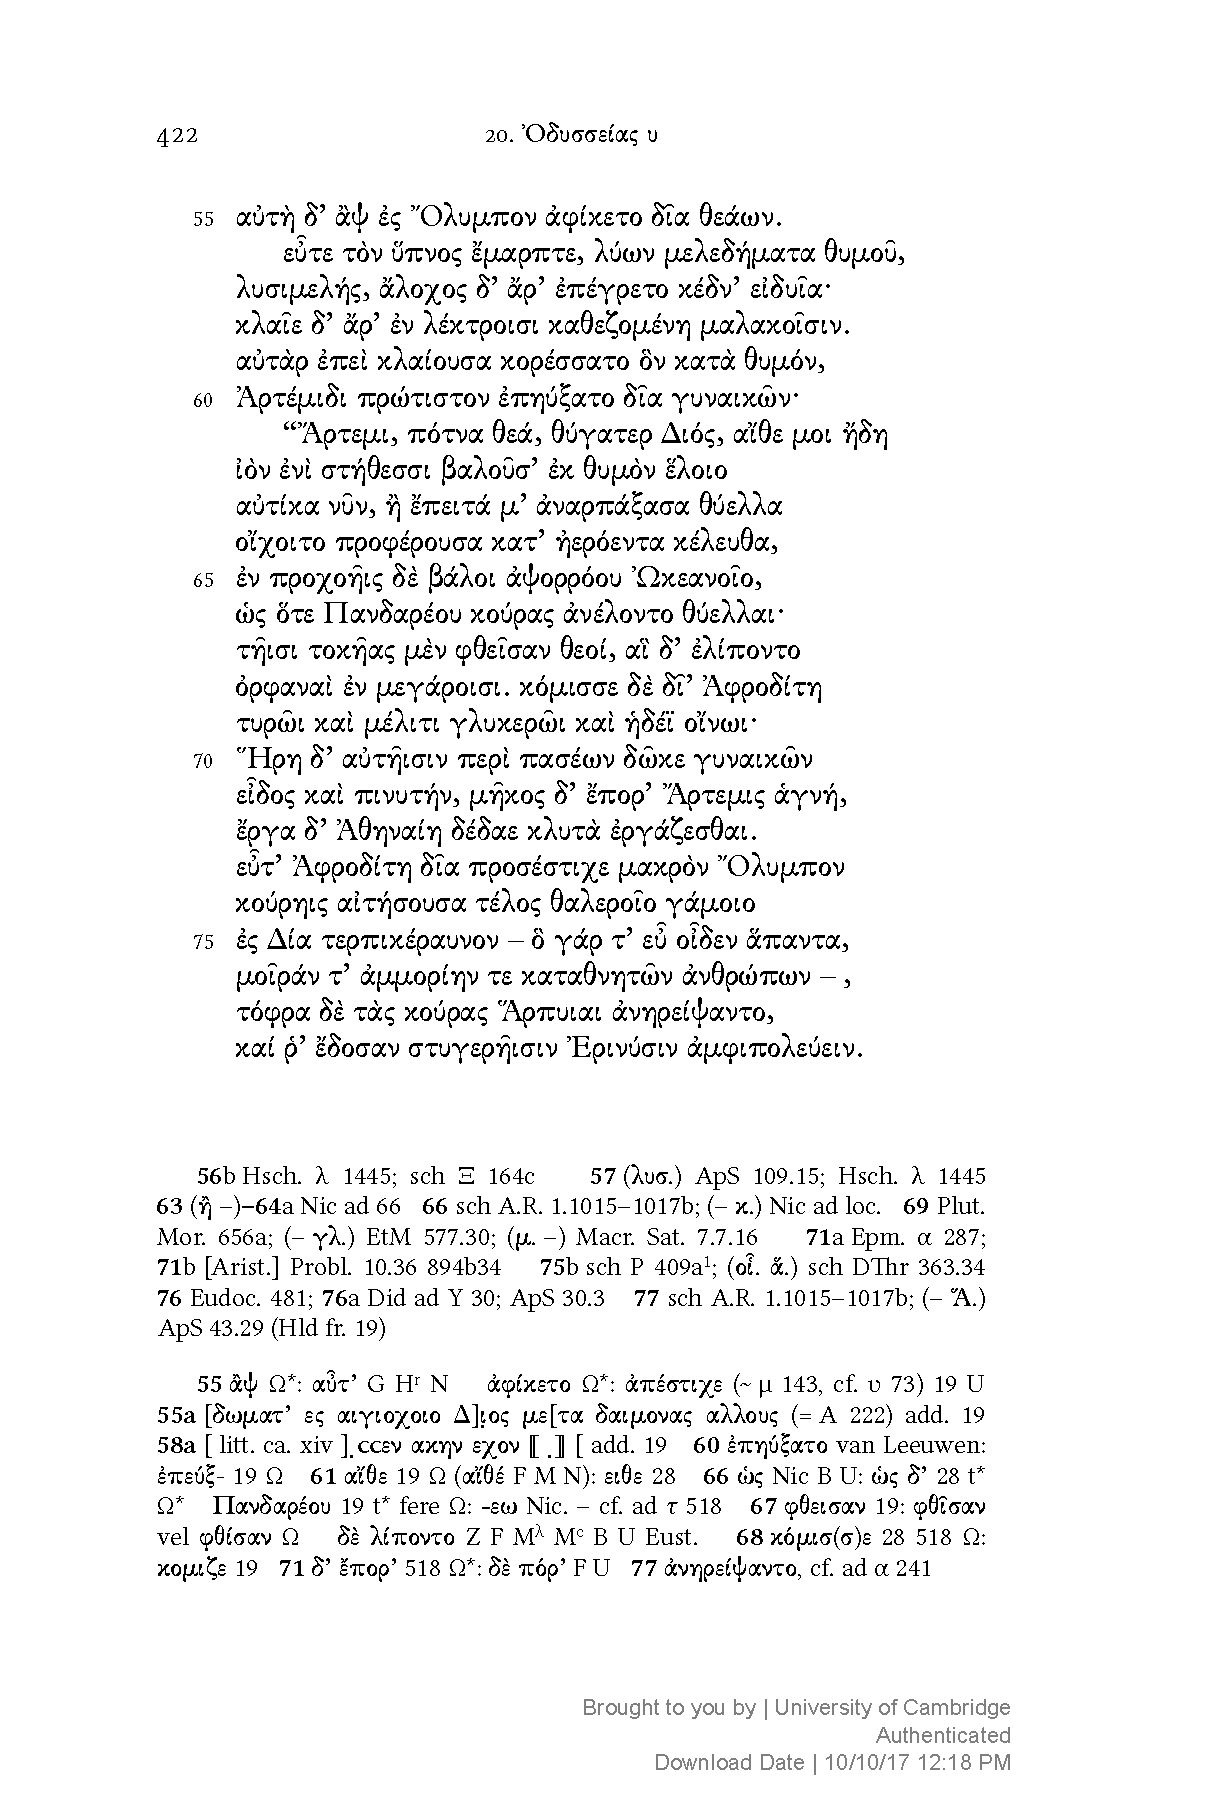 422 20. Ὀδυσσείας υ
55 αὐτὴ δ’ ἂψ ἐς Ὄλυμπον ἀφίκετο δῖα θεάων.
εὖτε τὸν ὕπνος ἔμαρπτε, λύων μελεδήματα θυμοῦ,
λυσιμελής, ἄλοχος δ’ ἄρ’ ἐπέγρετο κέδν’ εἰδυῖα·
κλαῖε δ’ ἄρ’ ἐν λέκτροισι καθεζομένη μαλακοῖσιν.
αὐτὰρ ἐπεὶ κλαίουσα κορέσσατο ὃν κατὰ θυμόν,
60 Ἀρτέμιδι πρώτιστον ἐπηύξατο δῖα γυναικῶν·
“Ἄρτεμι, πότνα θεά, θύγατερ Διός, αἴθε μοι ἤδη
ἰὸν ἐνὶ στήθεσσι βαλοῦσ’ ἐκ θυμὸν ἕλοιο
αὐτίκα νῦν, ἢ ἔπειτά μ’ ἀναρπάξασα θύελλα
οἴχοιτο προφέρουσα κατ’ ἠερόεντα κέλευθα,
65 ἐν προχοῆις δὲ βάλοι ἀψορρόου Ὠκεανοῖο,
ὡς ὅτε Πανδαρέου κούρας ἀνέλοντο θύελλαι·
τῆισι τοκῆας μὲν φθεῖσαν θεοί, αἳ δ’ ἐλίποντο
ὀρφαναὶ ἐν μεγάροισι. κόμισσε δὲ δῖ’ Ἀφροδίτη
τυρῶι καὶ μέλιτι γλυκερῶι καὶ ἡδέϊ οἴνωι·
70 Ἥρη δ’ αὐτῆισιν περὶ πασέων δῶκε γυναικῶν
εἶδος καὶ πινυτήν, μῆκος δ’ ἔπορ’ Ἄρτεμις ἁγνή,
ἔργα δ’ Ἀθηναίη δέδαε κλυτὰ ἐργάζεσθαι.
εὖτ’ Ἀφροδίτη δῖα προσέστιχε μακρὸν Ὄλυμπον
κούρηις αἰτήσουσα τέλος θαλεροῖο γάμοιο
75 ἐς Δία τερπικέραυνον – ὃ γάρ τ’ εὖ οἶδεν ἅπαντα,
μοῖράν τ’ ἀμμορίην τε καταθνητῶν ἀνθρώπων – ,
τόφρα δὲ τὰς κούρας Ἅρπυιαι ἀνηρείψαντο,
καί ῥ’ ἔδοσαν στυγερῆισιν Ἐρινύσιν ἀμφιπολεύειν.
56b Hsch. λ 1445; sch Ξ 164c 57 (λυσ.) ApS 109.15; Hsch. λ 1445
63 (ἢ –)–64a Nic ad 66 66 sch A.R. 1.1015–1017b; (– κ.) Nic ad loc. 69 Plut.
Mor. 656a; (– γλ.) EtM 577.30; (μ. –) Macr. Sat. 7.7.16 71a Epm. α 287;
71b [Arist.] Probl. 10.36 894b34 75b sch P 409a¹; (οἶ. ἅ.) sch DThr 363.34
76 Eudoc. 481; 76a Did ad Υ 30; ApS 30.3 77 sch A.R. 1.1015–1017b; (– Ἅ.)
ApS 43.29 (Hld fr. 19)
55 ἂψ Ω*: αὖτ’ G Hʳ N ἀφίκετο Ω*: ἀπέστιχε (~ μ 143, cf. υ 73) 19 U
55a [δωματ’ ες αιγιοχοιο Δ]ι̣ος με[τα δαιμονας αλλους (= Α 222) add. 19
58a [ litt. ca. xiv ]̣ϲϲεν ακην εχον ⟦ ̣⟧ [ add. 19 60 ἐπηύξατο van Leeuwen:
ἐπεύξ- 19 Ω 61 αἴθε 19 Ω (αἴθέ F M N): ειθε 28 66 ὡς Nic B U: ὡς δ’ 28 t*
Ω* Πανδαρέου 19 t* fere Ω: -εω Nic. – cf. ad τ 518 67 φθεισαν 19: φθῖσαν
vel φθίσαν Ω δὲ λίποντο Z F Mᵏ Mᶜ B U Eust. 68 κόμισ(σ)ε 28 518 Ω:
κομιζε 19 71 δ’ ἔπορ’ 518 Ω*: δὲ πόρ’ F U 77 ἀνηρείψαντο, cf. ad α 241
Brought to you by | University of Cambridge
Authenticated
Download Date | 10/10/17 12:18 PM